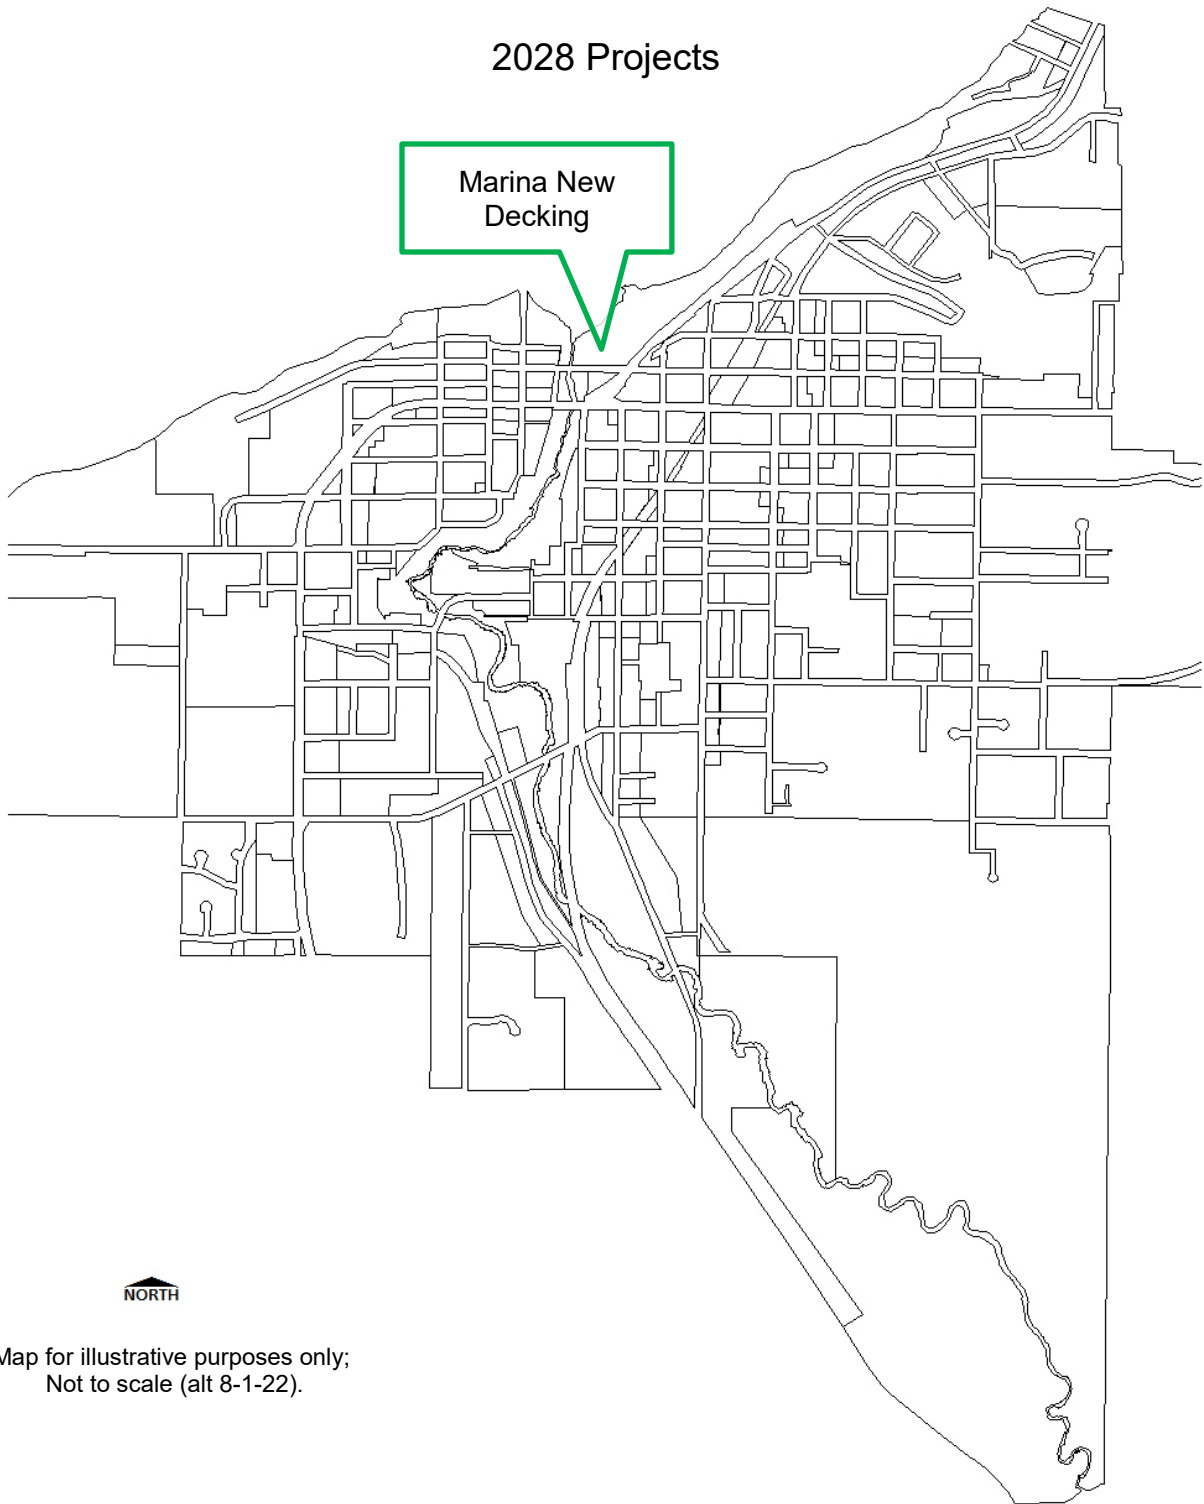 2028 Projects
Marina New
Decking
NORTH
Map for illustrative purposes only;
Not to scale (alt 8-1-22).